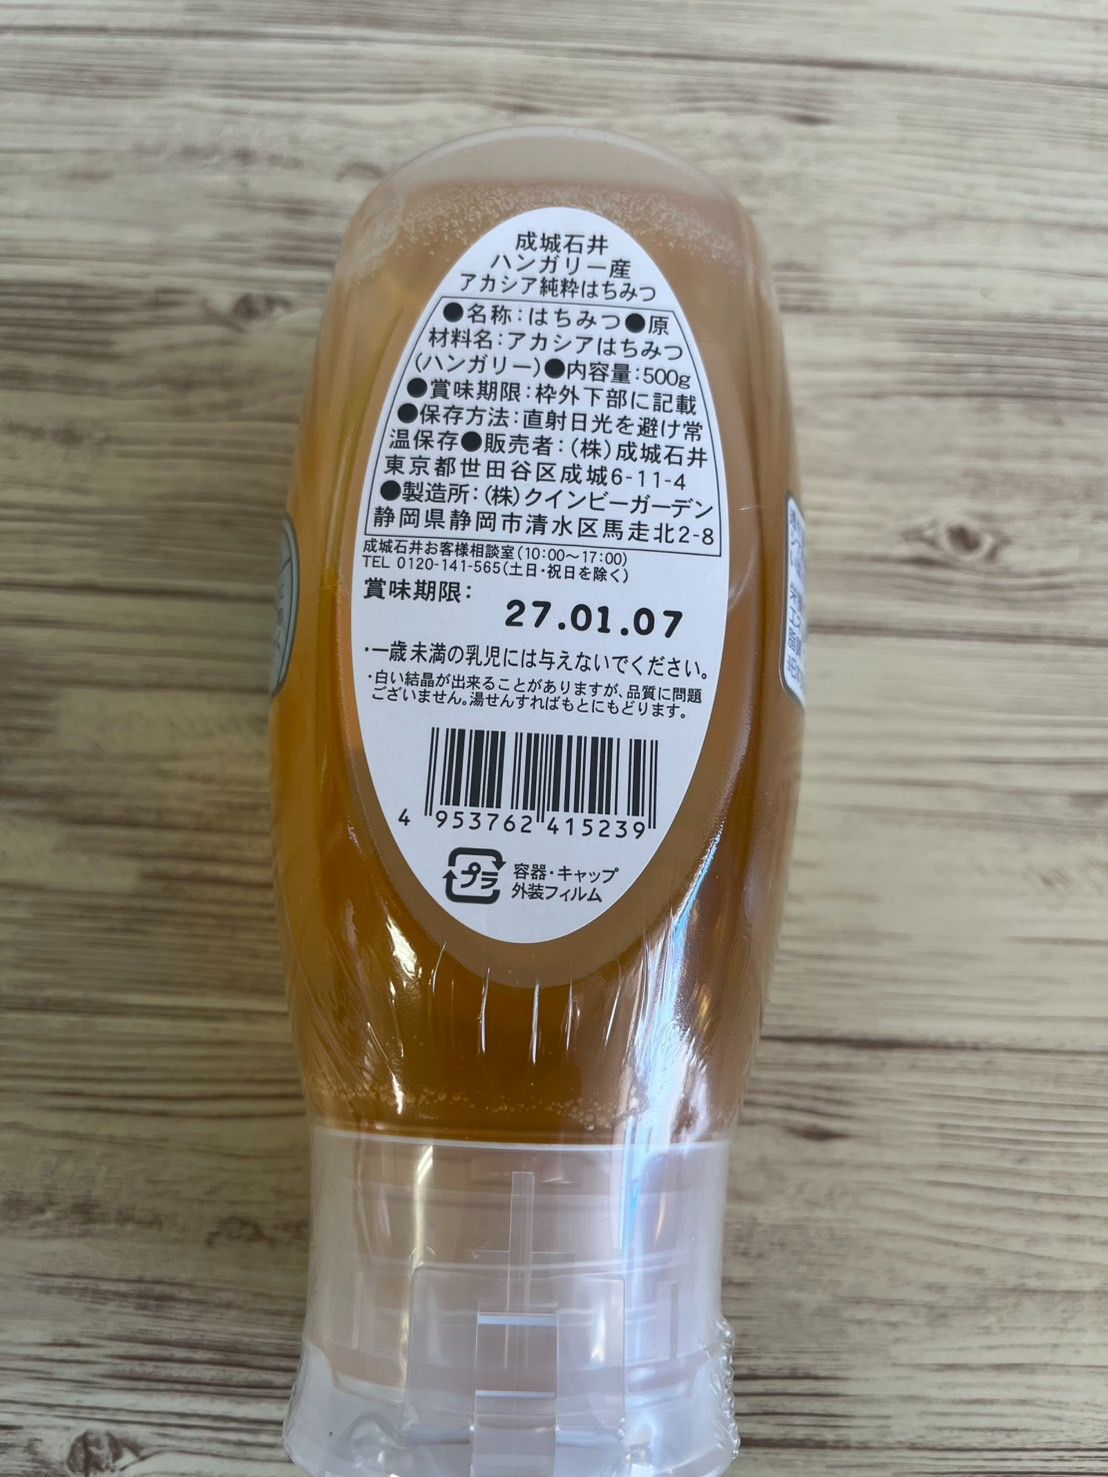 成城石井
ハンガリー産
アカシア純粋はちみつ
●名称：はちみつ●原
材料名：アカシアはちみつ
(ハンガリー)●内容量：500g
●賞味期限：枠外下部に記載
●保存方法：直射日光を避け常
温保存●販売者：(株)成城石井
東京都世田谷区成城6-11-4
●製造所：(株)クインビーガーデン
静岡県静岡市清水区馬走北2-8
成城石井お客様相談室(10:00～17:00)
TEL 0120-141-565(土日・祝日を除く)
賞味期限：
27.01.07
・一歳未満の乳児には与えないでください。
・白い結晶が出来ることがありますが、品質に問題
ございません。湯せんすればもとにもどります。
4 953762 415239
プラ
容器・キャップ
外装フィルム